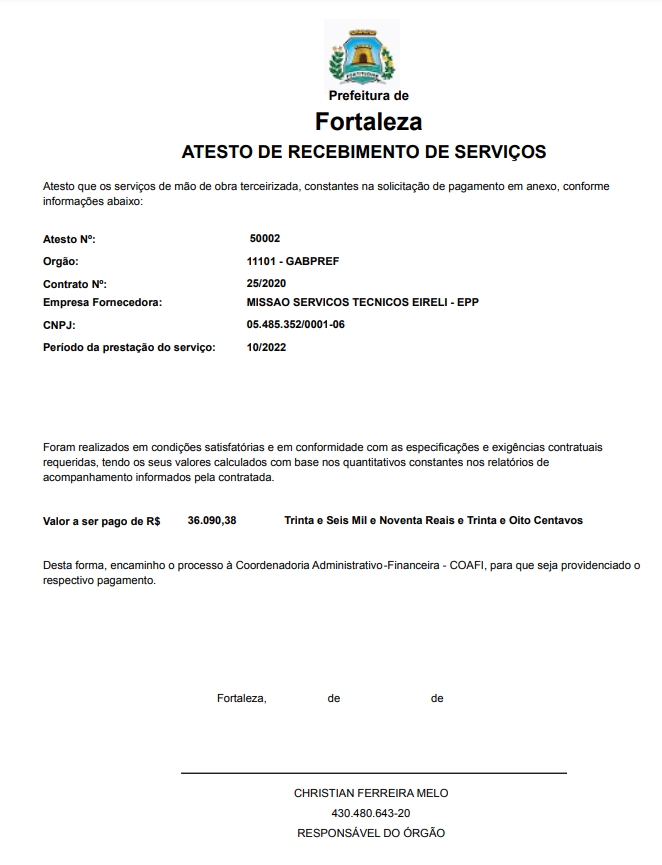 FORTITUDINE
Prefeitura de
Fortaleza
ATESTO DE RECEBIMENTO DE SERVIÇOS
Atesto que os serviços de mão de obra terceirizada, constantes na solicitação de pagamento em anexo, conforme
informações abaixo:
Atesto Nº: 50002
Orgão: 11101 - GABPREF
Contrato Nº: 25/2020
Empresa Fornecedora: MISSAO SERVICOS TECNICOS EIRELI - EPP
CNPJ: 05.485.352/0001-06
Período da prestação do serviço: 10/2022
Foram realizados em condições satisfatórias e em conformidade com as especificações e exigências contratuais
requeridas, tendo os seus valores calculados com base nos quantitativos constantes nos relatórios de
acompanhamento informados pela contratada.
Valor a ser pago de R$ 36.090,38 Trinta e Seis Mil e Noventa Reais e Trinta e Oito Centavos
Desta forma, encaminho o processo à Coordenadoria Administrativo-Financeira - COAFI, para que seja providenciado o
respectivo pagamento.
Fortaleza, de de
CHRISTIAN FERREIRA MELO
430.480.643-20
RESPONSÁVEL DO ÓRGÃO